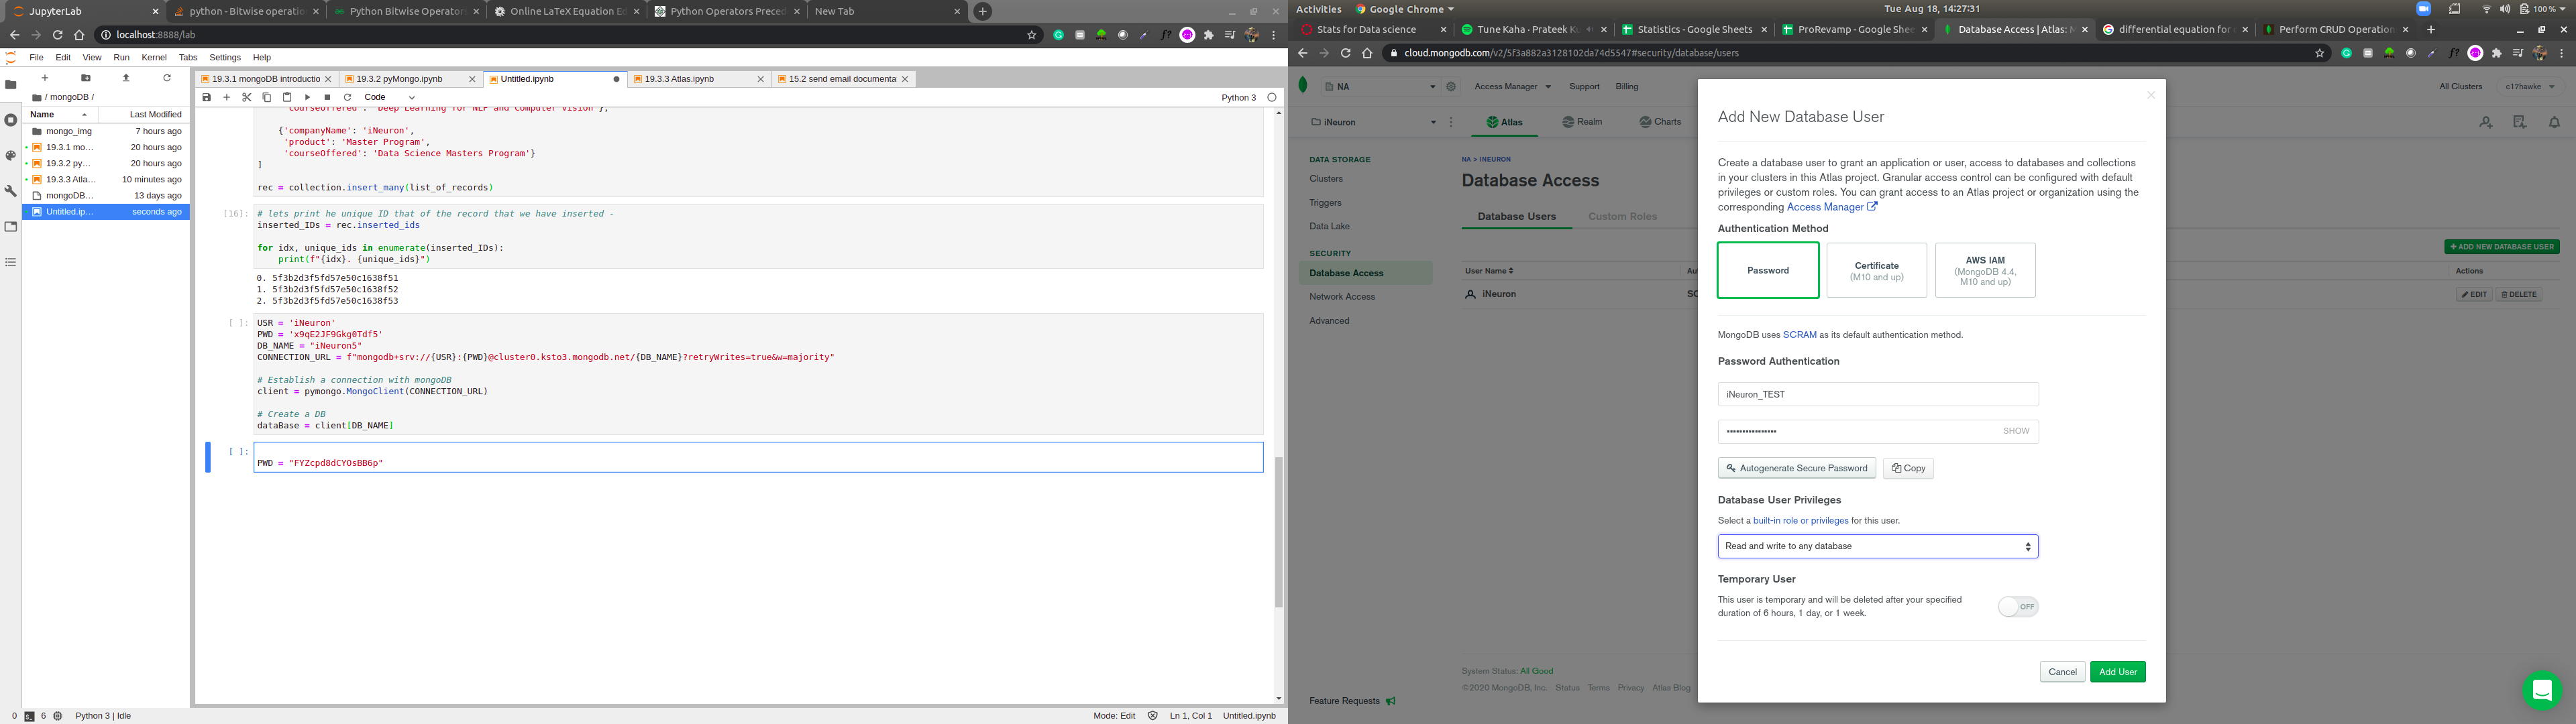 JupyterLab
python - Bitwise operatio
Python Bitwise Operators
Online LaTeX Equation Ed
Python Operators Preced
New Tab
localhost:8888/lab
File Edit View Run Kernel Tabs Settings Help
/ mongoDB /
Name Last Modified
mongo_img 7 hours ago
19.3.1 mo... 20 hours ago
19.3.2 py... 20 hours ago
19.3.3 Atla... 10 minutes ago
mongoDB... 13 days ago
Untitled.ip... seconds ago
19.3.1 mongoDB introductio
19.3.2 pyMongo.ipynb
Untitled.ipynb
19.3.3 Atlas.ipynb
15.2 send email documenta
Code
Python 3
'courseOffered': 'Deep Learning for NLP and Computer vision'},
{'companyName': 'iNeuron',
'product': 'Master Program',
'courseOffered': 'Data Science Masters Program'}
]
rec = collection.insert_many(list_of_records)
[16]: # lets print he unique ID that of the record that we have inserted -
inserted_IDs = rec.inserted_ids
for idx, unique_ids in enumerate(inserted_IDs):
print(f"{idx}. {unique_ids}")
0. 5f3b2d3f5fd57e50c1638f51
1. 5f3b2d3f5fd57e50c1638f52
2. 5f3b2d3f5fd57e50c1638f53
[ ]: USR = 'iNeuron'
PWD = 'x9qE2JF9Gkg0Tdf5'
DB_NAME = "iNeuron5"
CONNECTION_URL = f"mongodb+srv://{USR}:{PWD}@cluster0.ksto3.mongodb.net/{DB_NAME}?retryWrites=true&w=majority"
# Establish a connection with mongoDB
client = pymongo.MongoClient(CONNECTION_URL)
# Create a DB
dataBase = client[DB_NAME]
[ ]:
PWD = "FYZcpd8dCYOsBB6p"
0 6 Python 3 | Idle
Mode: Edit Ln 1, Col 1 Untitled.ipynb
Activities Google Chrome Tue Aug 18, 14:27:31 100 %
Stats for Data science
Tune Kaha - Prateek Ku
Statistics - Google Sheets
ProRevamp - Google Shee
Database Access | Atlas: M
differential equation for c
Perform CRUD Operation
cloud.mongodb.com/v2/5f3a882a3128102da74d5547#security/database/users
NA
Access Manager Support Billing
All Clusters c17hawke
iNeuron
Atlas Realm Charts
DATA STORAGE
Clusters
Triggers
Data Lake
SECURITY
Database Access
Network Access
Advanced
Feature Requests
NA > INEURON
Database Access
Database Users Custom Roles
+ ADD NEW DATABASE USER
User Name Au Actions
iNeuron SC EDIT DELETE
System Status: All Good
©2020 MongoDB, Inc. Status Terms Privacy Atlas Blog
Add New Database User
Create a database user to grant an application or user, access to databases and collections
in your clusters in this Atlas project. Granular access control can be configured with default
privileges or custom roles. You can grant access to an Atlas project or organization using the
corresponding Access Manager
Authentication Method
Password
Certificate
(M10 and up)
AWS IAM
(MongoDB 4.4,
M10 and up)
MongoDB uses SCRAM as its default authentication method.
Password Authentication
iNeuron_TEST
SHOW
Autogenerate Secure Password Copy
Database User Privileges
Select a built-in role or privileges for this user.
Read and write to any database
Temporary User
This user is temporary and will be deleted after your specified
duration of 6 hours, 1 day, or 1 week.
OFF
Cancel Add User